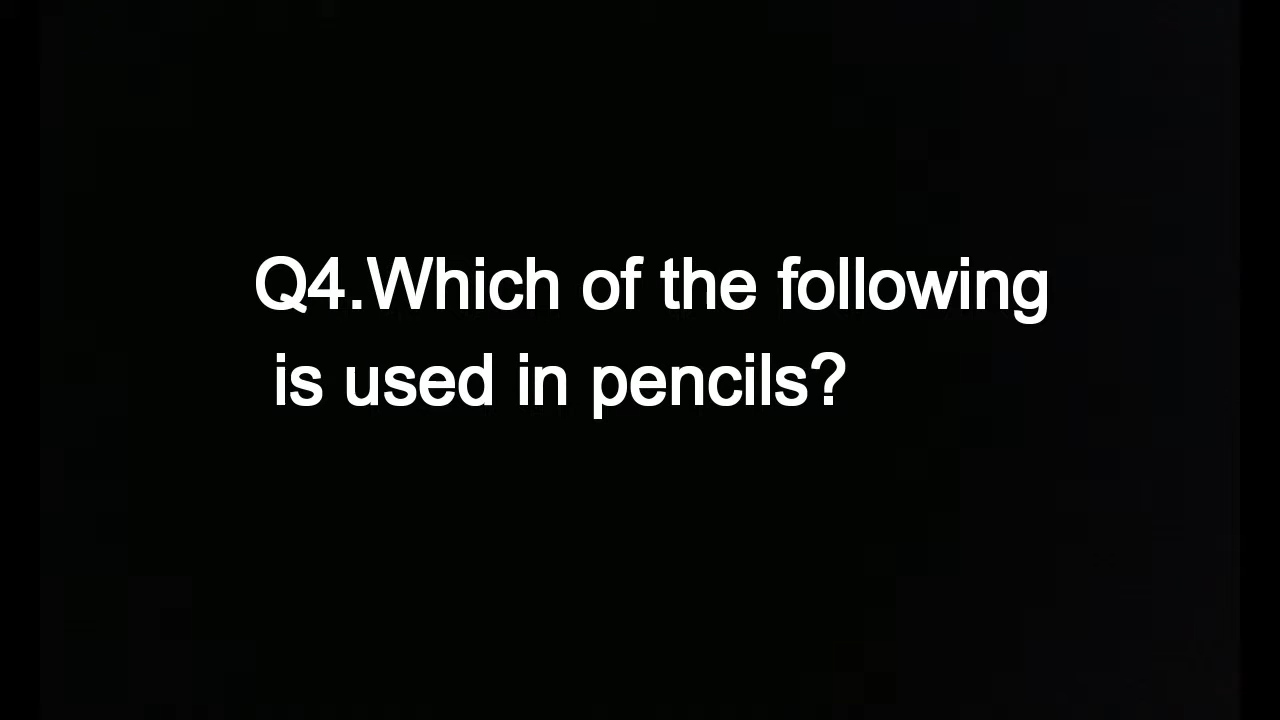 Q4.Which of the following
is used in pencils?